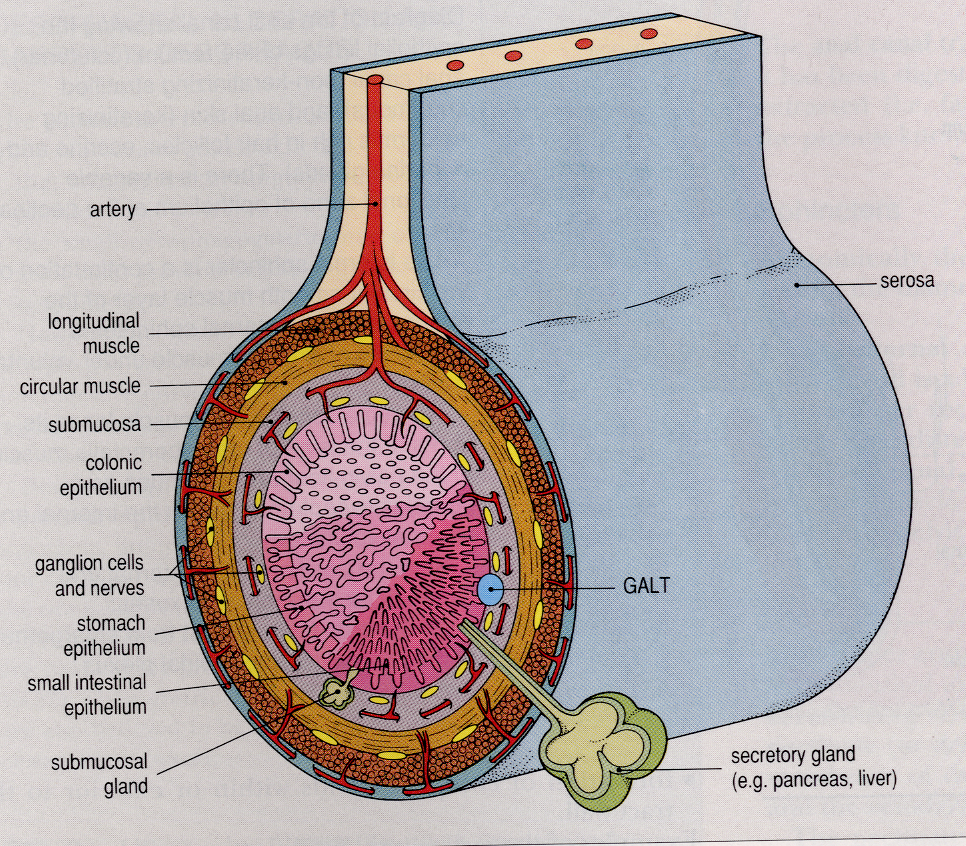 artery
longitudinal
muscle
circular muscle
submucosa
colonic
epithelium
ganglion cells
and nerves
stomach
epithelium
small intestinal
epithelium
submucosal
gland
serosa
GALT
secretory gland
(e.g. pancreas, liver)